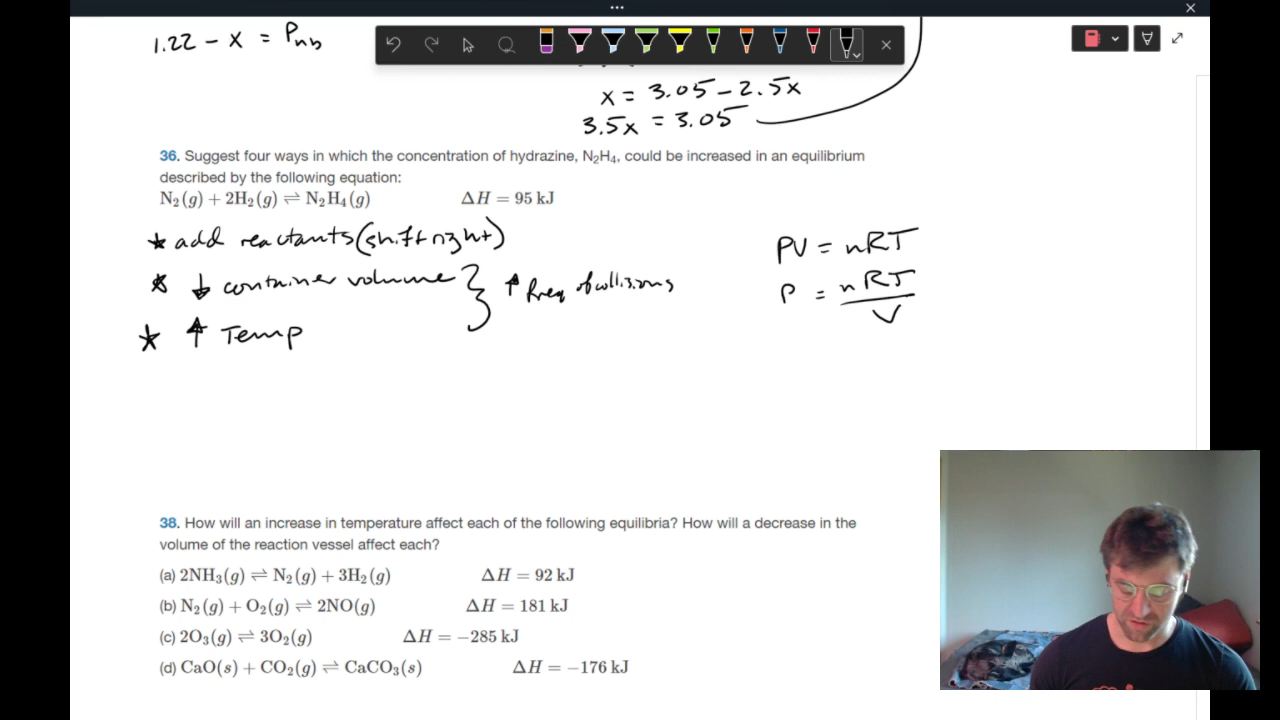 1.22 - x = P
x = 3.05 - 2.5x
3.5x = 3.05
36. Suggest four ways in which the concentration of hydrazine, N₂H₄, could be increased in an equilibrium
described by the following equation:
N₂(g) + 2H₂(g) ⇌ N₂H₄(g) ΔH = 95 kJ
★ add reactants (shift right)
★ ↓ container volume } ↑ freq of collisions
★ ↑ Temp
PV = nRT
P = nRT / V
38. How will an increase in temperature affect each of the following equilibria? How will a decrease in the
volume of the reaction vessel affect each?
(a) 2NH₃(g) ⇌ N₂(g) + 3H₂(g) ΔH = 92 kJ
(b) N₂(g) + O₂(g) ⇌ 2NO(g) ΔH = 181 kJ
(c) 2O₃(g) ⇌ 3O₂(g) ΔH = −285 kJ
(d) CaO(s) + CO₂(g) ⇌ CaCO₃(s) ΔH = −176 kJ